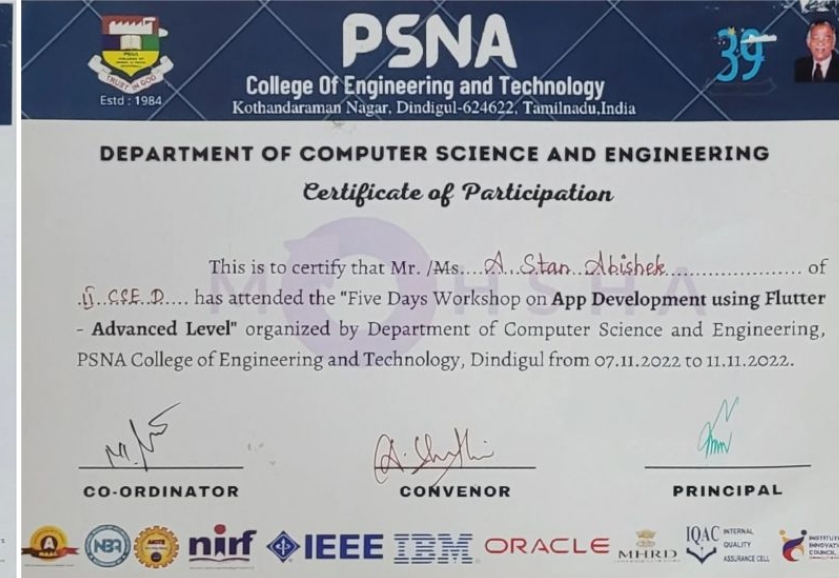 PSNA
College Of Engineering and Technology
Kothandaraman Nagar, Dindigul-624622, Tamilnadu,India
TRUST IN GOD
Estd : 1984
39
DEPARTMENT OF COMPUTER SCIENCE AND ENGINEERING
Certificate of Participation
MOHSHA
This is to certify that Mr. /Ms....A. Stan Abishek........................ of
.II..CSE. D.... has attended the "Five Days Workshop on App Development using Flutter
- Advanced Level" organized by Department of Computer Science and Engineering,
PSNA College of Engineering and Technology, Dindigul from 07.11.2022 to 11.11.2022.
CO-ORDINATOR
CONVENOR
PRINCIPAL
A
NAAC
NBA
AICTE
nirf
IEEE
IBM
ORACLE
MHRD
IQAC INTERNAL
QUALITY
ASSURANCE CELL